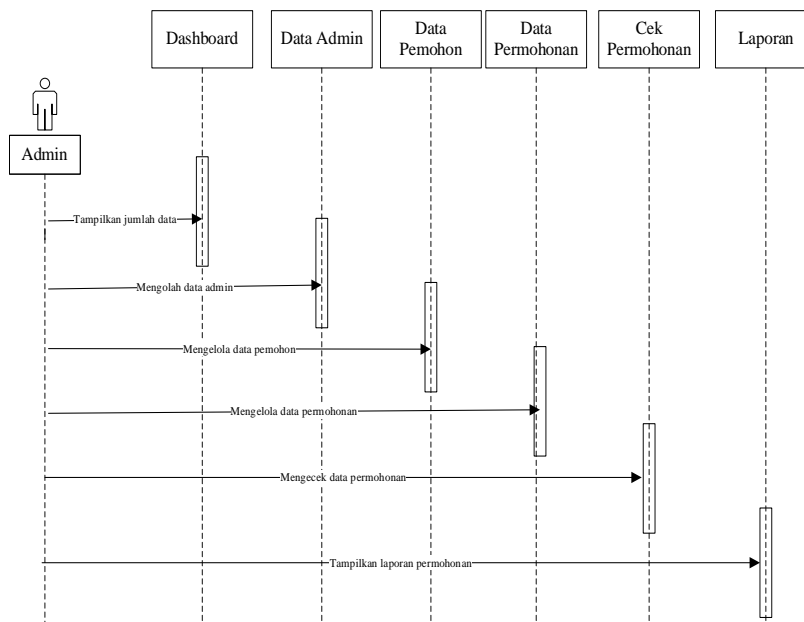 Dashboard
Data Admin
Data
Pemohon
Data
Permohonan
Cek
Permohonan
Laporan
Admin
Tampilkan jumlah data
Mengolah data admin
Mengelola data pemohon
Mengelola data permohonan
Mengecek data permohonan
Tampilkan laporan permohonan